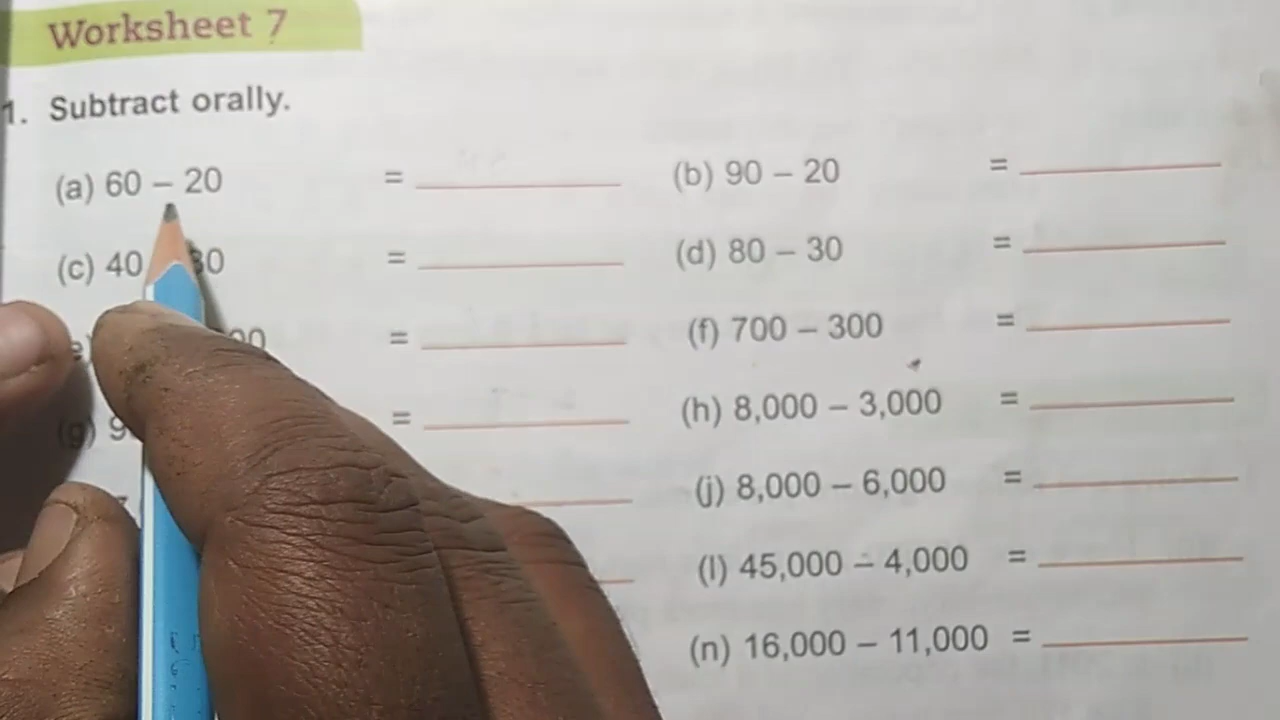 Worksheet 7
1. Subtract orally.
(a) 60 – 20 = (b) 90 – 20 =
(c) 40 30 = (d) 80 – 30 =
= (f) 700 – 300 =
(g) = (h) 8,000 – 3,000 =
(j) 8,000 – 6,000 =
(l) 45,000 – 4,000 =
(n) 16,000 – 11,000 =